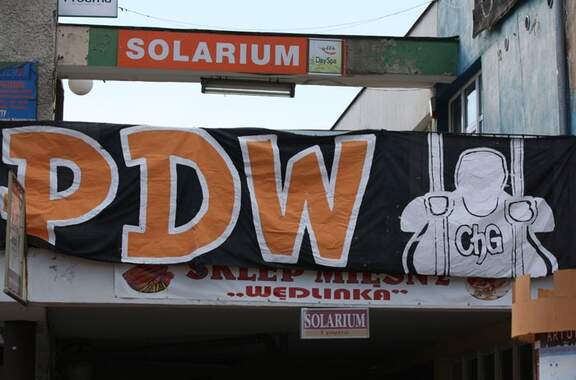 SOLARIUM
DaySpa
PDW
ChG
SKLEP MIĘSNY
„WĘDLINKA”
SOLARIUM